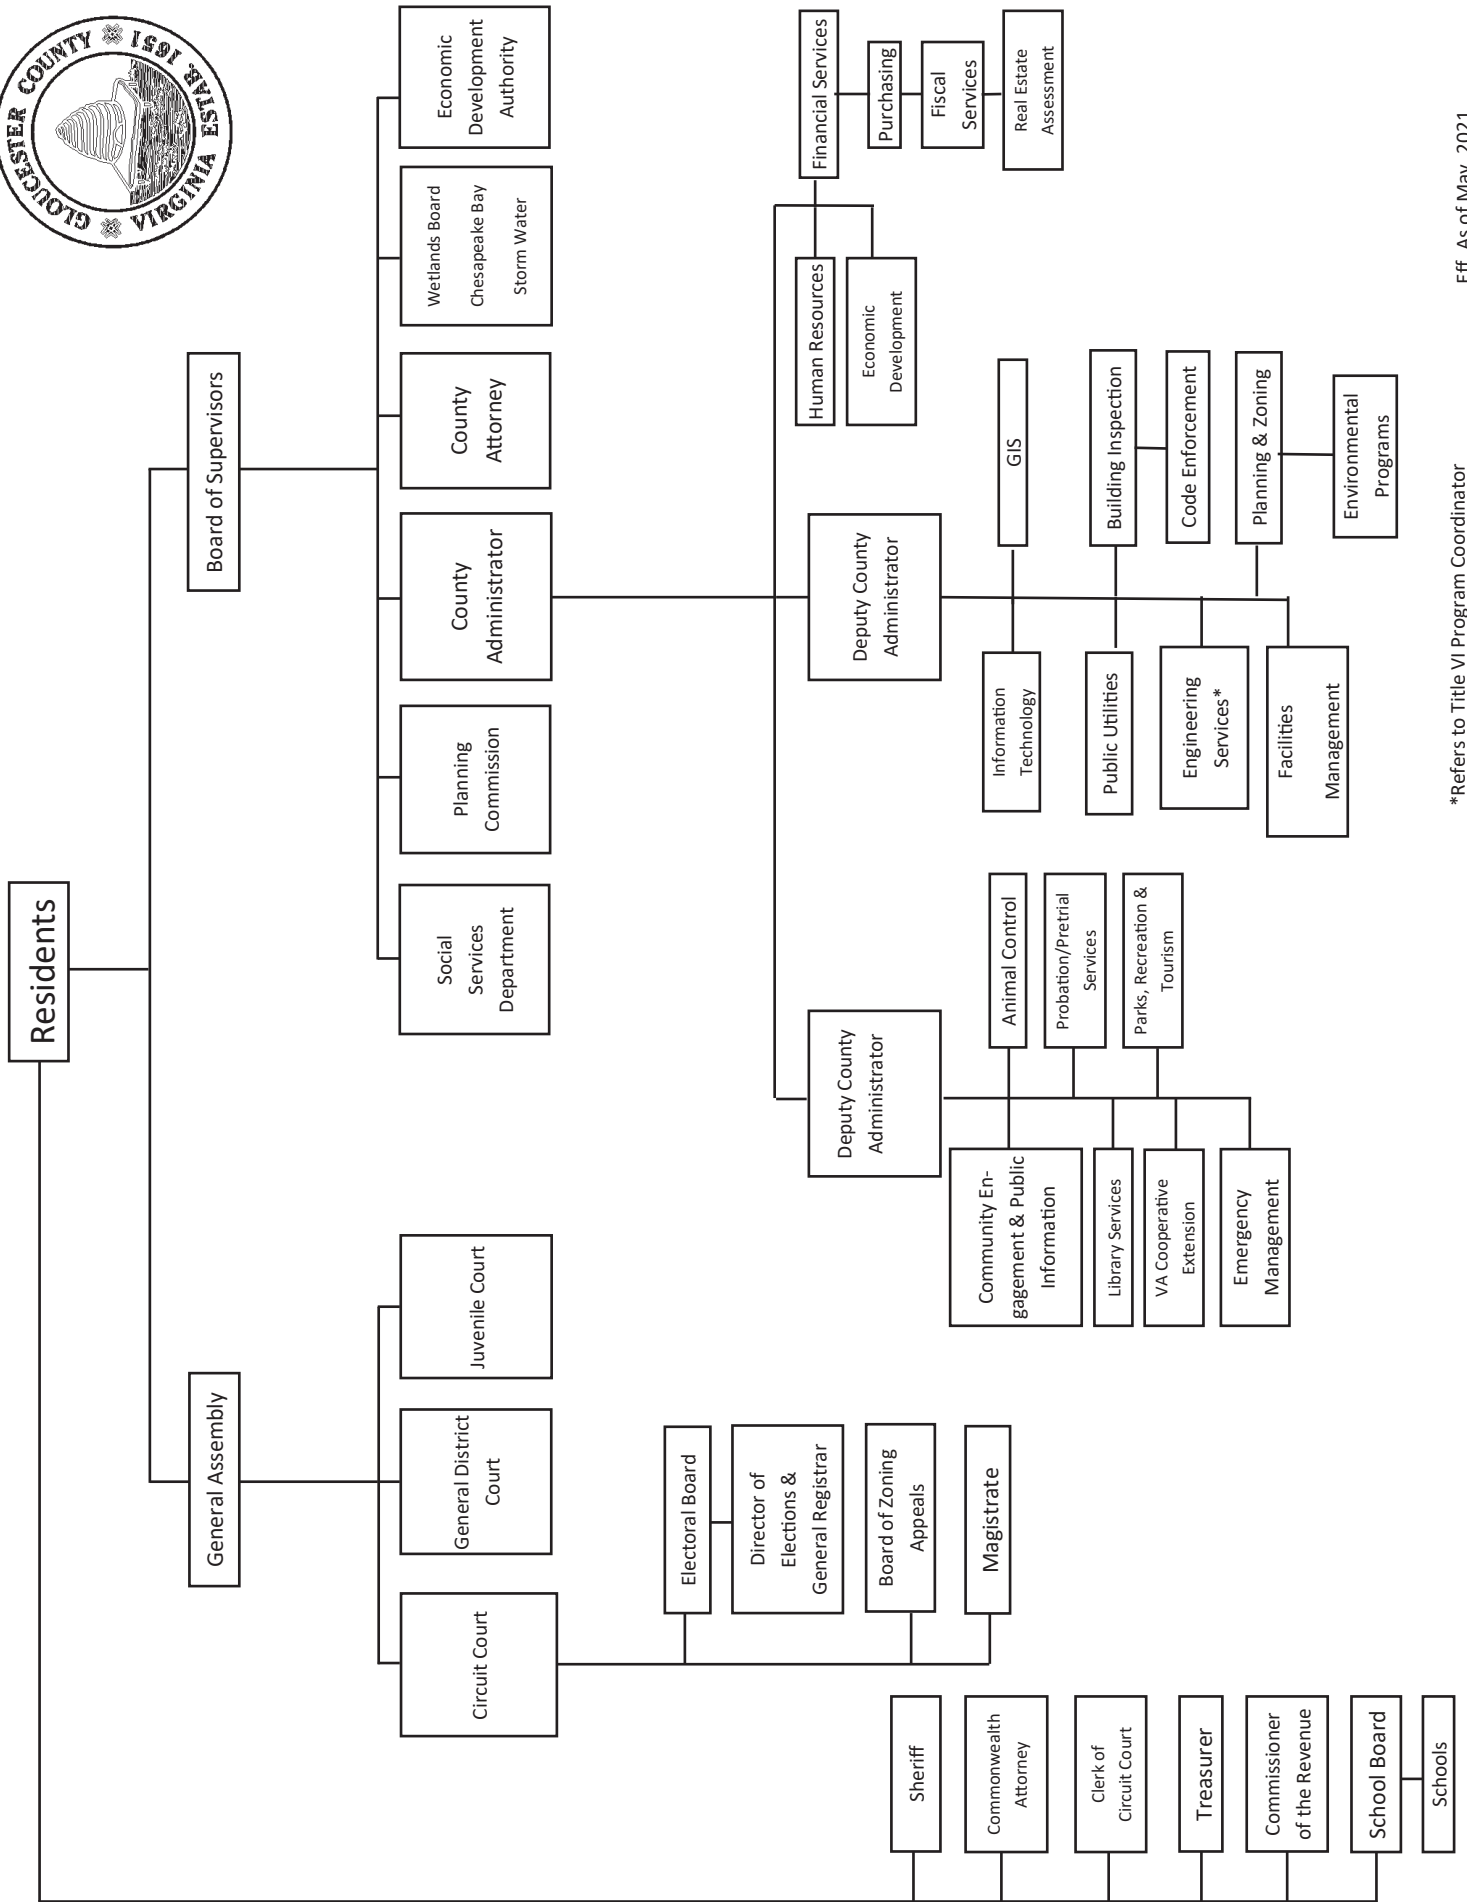 GLOUCESTER COUNTY
VIRGINIA ESTAB. 1651
Residents
General Assembly
Board of Supervisors
Circuit Court
General District
Court
Juvenile Court
Social
Services
Department
Planning
Commission
County
Administrator
County
Attorney
Wetlands Board
Chesapeake Bay
Storm Water
Economic
Development
Authority
Electoral Board
Director of
Elections &
General Registrar
Board of Zoning
Appeals
Magistrate
Sheriff
Commonwealth
Attorney
Clerk of
Circuit Court
Treasurer
Commissioner
of the Revenue
School Board
Schools
Deputy County
Administrator
Community En-
gagement & Public
Information
Animal Control
Probation/Pretrial
Services
Library Services
Parks, Recreation &
Tourism
VA Cooperative
Extension
Emergency
Management
Deputy County
Administrator
Information
Technology
GIS
Public Utilities
Building Inspection
Code Enforcement
Engineering
Services*
Planning & Zoning
Environmental
Programs
Facilities
Management
Human Resources
Economic
Development
Financial Services
Purchasing
Fiscal
Services
Real Estate
Assessment
*Refers to Title VI Program Coordinator
Eff. As of May, 2021